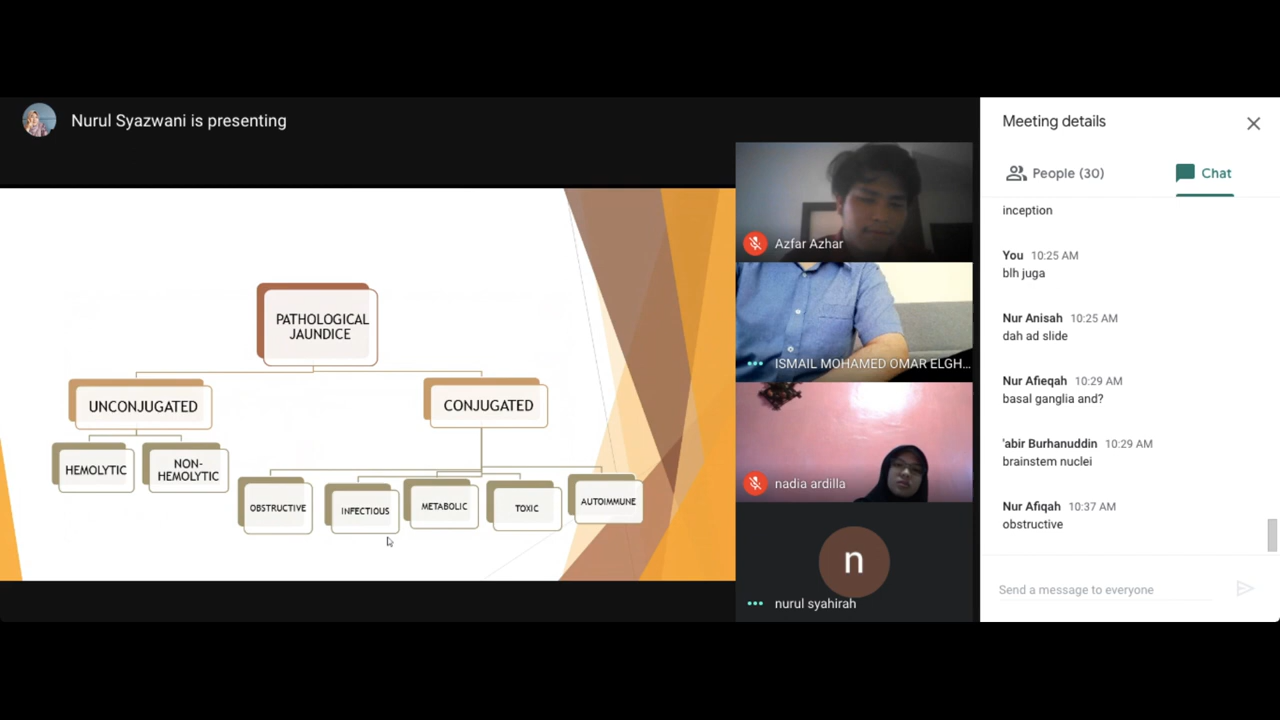 Nurul Syazwani is presenting
PATHOLOGICAL
JAUNDICE
UNCONJUGATED
CONJUGATED
HEMOLYTIC
NON-
HEMOLYTIC
OBSTRUCTIVE
INFECTIOUS
METABOLIC
TOXIC
AUTOIMMUNE
Azfar Azhar
ISMAIL MOHAMED OMAR ELGH...
nadia ardilla
n
nurul syahirah
Meeting details
People (30)
Chat
inception
You 10:25 AM
blh juga
Nur Anisah 10:25 AM
dah ad slide
Nur Afieqah 10:29 AM
basal ganglia and?
'abir Burhanuddin 10:29 AM
brainstem nuclei
Nur Afiqah 10:37 AM
obstructive
Send a message to everyone